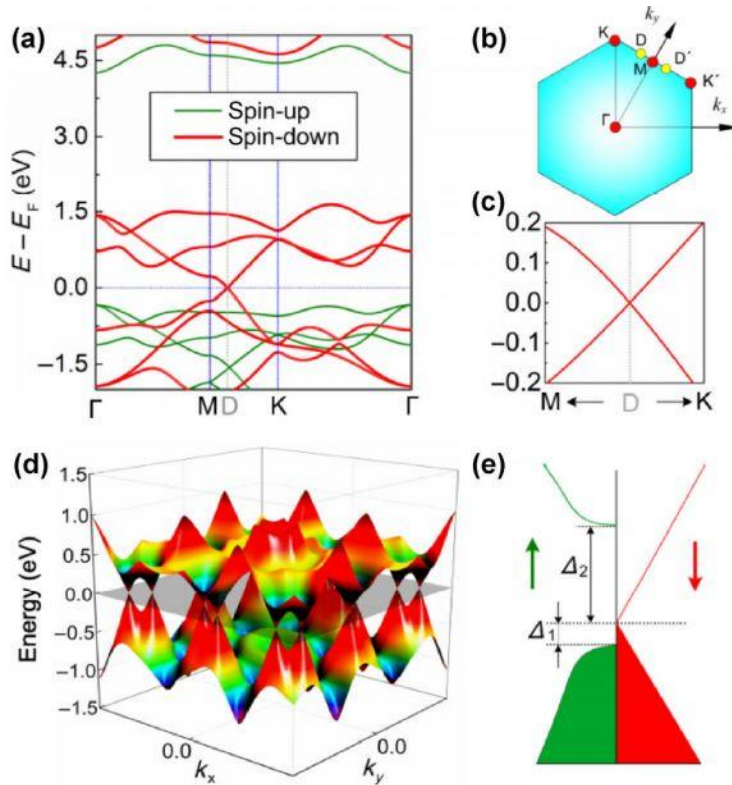 (a)
4.5
3.0
1.5
0.0
−1.5
E − E_F (eV)
Spin-up
Spin-down
Γ
M
D
K
Γ
(b)
K
D
M
D´
K´
Γ
k_y
k_x
(c)
0.2
0.1
0.0
−0.1
−0.2
M
D
K
(d)
1.5
1.0
0.5
0.0
−0.5
−1.0
−1.5
Energy (eV)
0.0
k_x
0.0
k_y
(e)
Δ₂
Δ₁